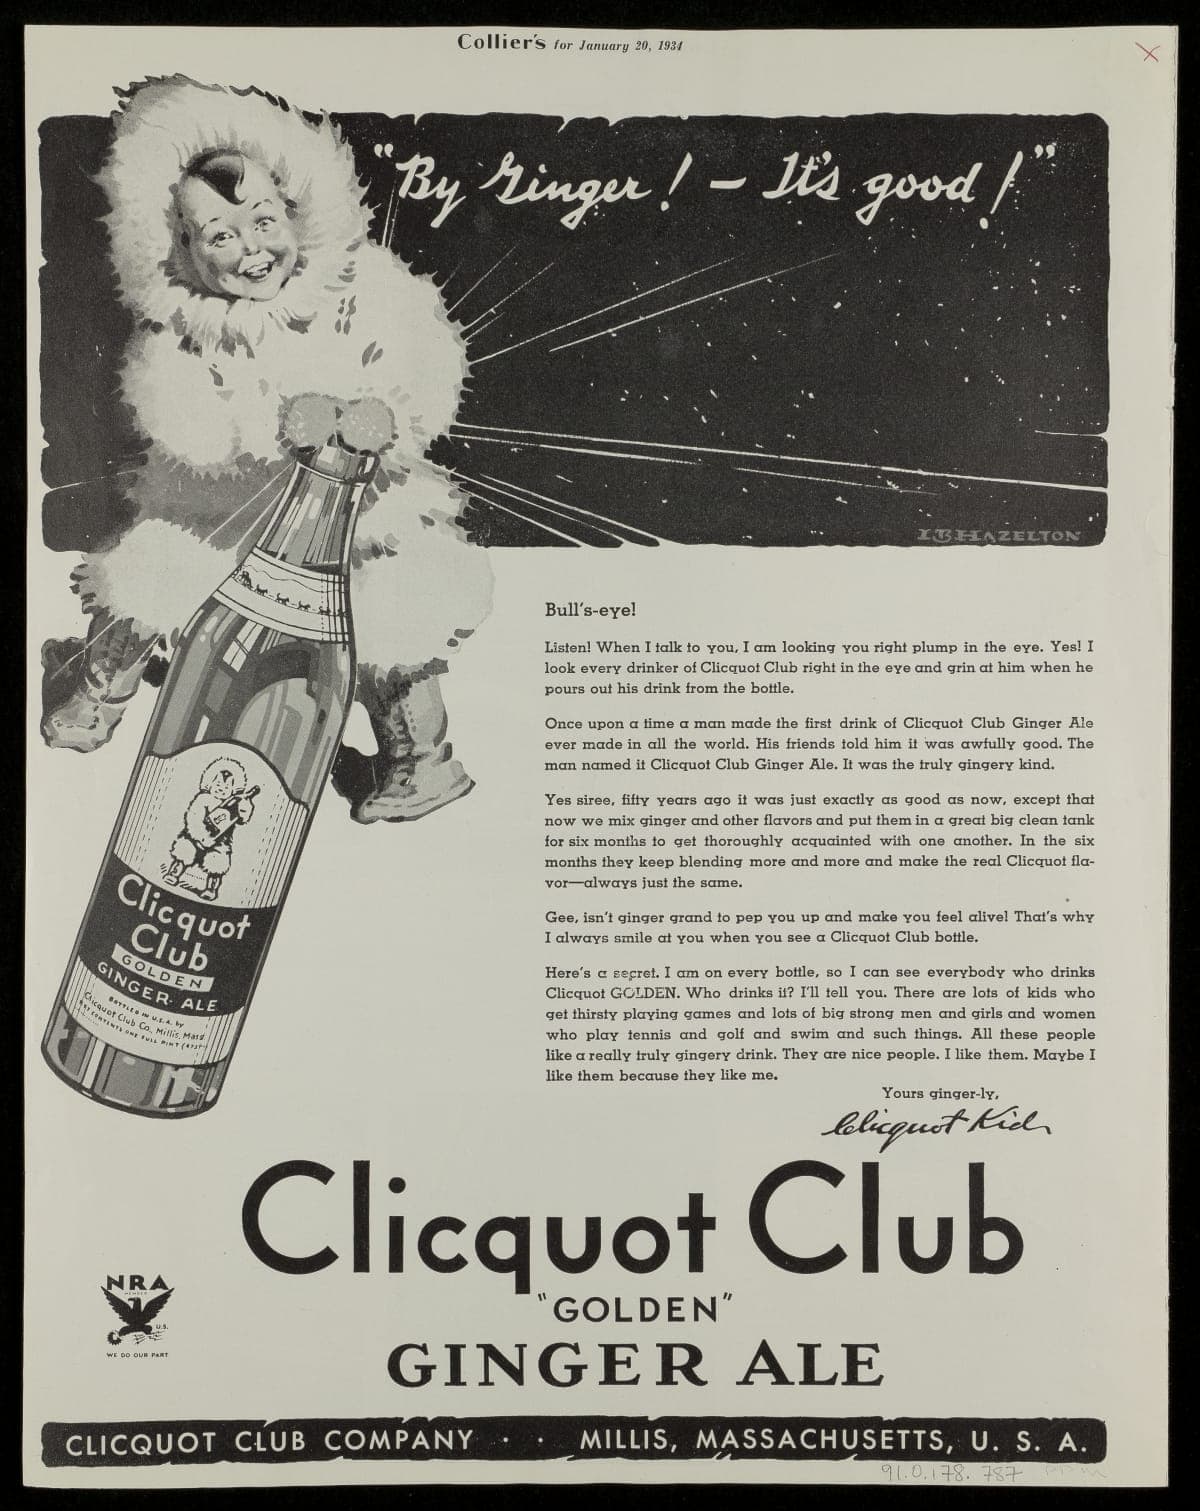 Collier's for January 20, 1934
"By Ginger! – It's good!"
I B HAZELTON
Bull's-eye!
Listen! When I talk to you, I am looking you right plump in the eye. Yes! I
look every drinker of Clicquot Club right in the eye and grin at him when he
pours out his drink from the bottle.
Once upon a time a man made the first drink of Clicquot Club Ginger Ale
ever made in all the world. His friends told him it was awfully good. The
man named it Clicquot Club Ginger Ale. It was the truly gingery kind.
Yes siree, fifty years ago it was just exactly as good as now, except that
now we mix ginger and other flavors and put them in a great big clean tank
for six months to get thoroughly acquainted with one another. In the six
months they keep blending more and more and make the real Clicquot fla-
vor—always just the same.
Gee, isn't ginger grand to pep you up and make you feel alive! That's why
I always smile at you when you see a Clicquot Club bottle.
Here's a secret. I am on every bottle, so I can see everybody who drinks
Clicquot GOLDEN. Who drinks it? I'll tell you. There are lots of kids who
get thirsty playing games and lots of big strong men and girls and women
who play tennis and golf and swim and such things. All these people
like a really truly gingery drink. They are nice people. I like them. Maybe I
like them because they like me.
Yours ginger-ly,
Clicquot Kid
Clicquot
Club
GOLDEN
GINGER ALE
BOTTLED IN U.S.A. by
Clicquot Club Co., Millis, Mass
NET CONTENTS ONE FULL PINT
Clicquot Club
"GOLDEN"
GINGER ALE
NRA
MEMBER
U.S.
WE DO OUR PART
CLICQUOT CLUB COMPANY · · MILLIS, MASSACHUSETTS, U. S. A.
91.0.178.787